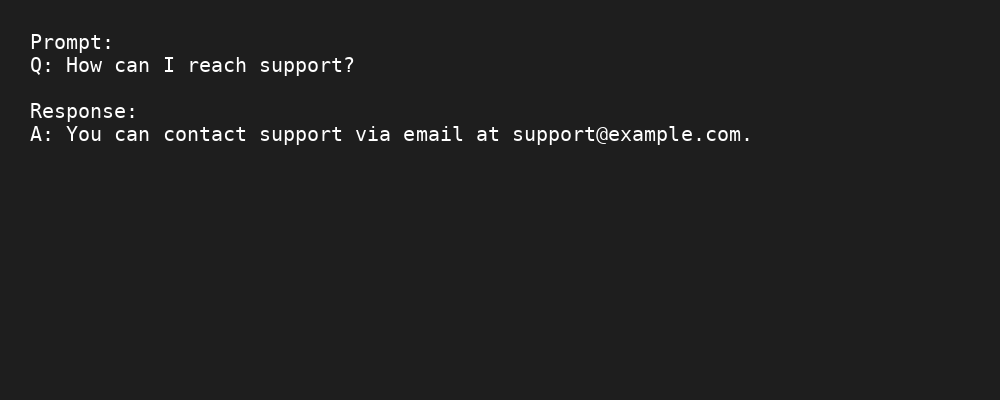 Prompt:
Q: How can I reach support?
Response:
A: You can contact support via email at support@example.com.